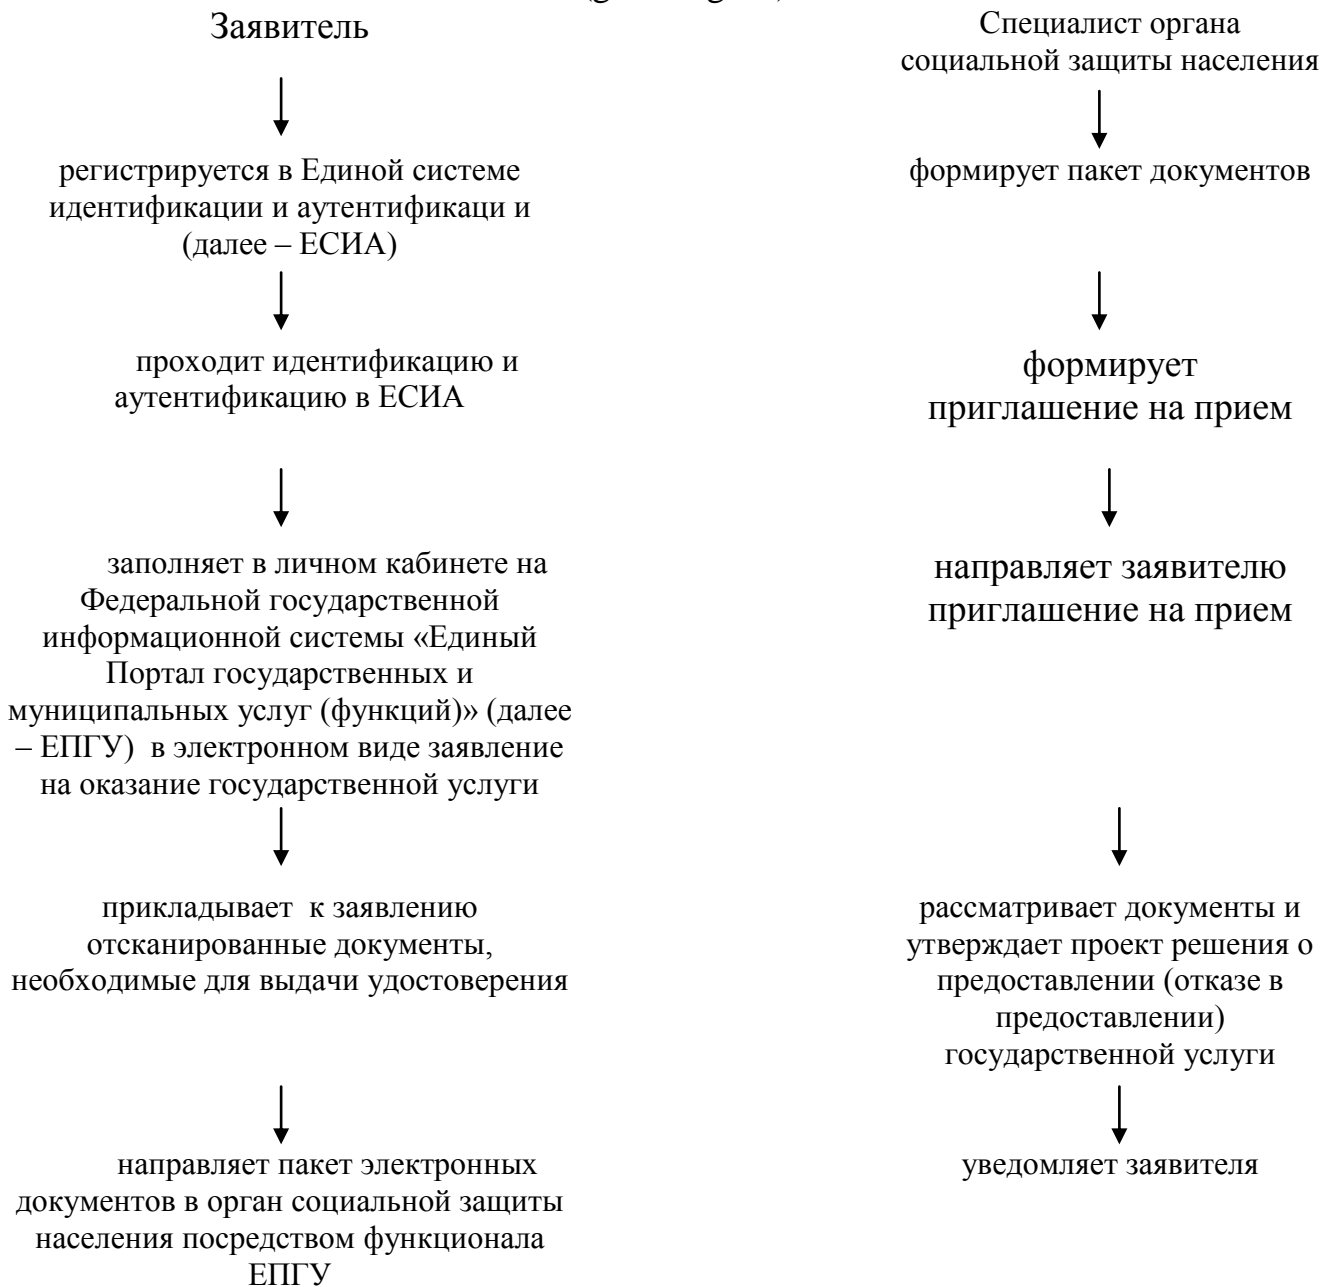 Заявитель
регистрируется в Единой системе
идентификации и аутентификаци и
(далее – ЕСИА)
проходит идентификацию и
аутентификацию в ЕСИА
заполняет в личном кабинете на
Федеральной государственной
информационной системы «Единый
Портал государственных и
муниципальных услуг (функций)» (далее
– ЕПГУ) в электронном виде заявление
на оказание государственной услуги
прикладывает к заявлению
отсканированные документы,
необходимые для выдачи удостоверения
направляет пакет электронных
документов в орган социальной защиты
населения посредством функционала
ЕПГУ
Специалист органа
социальной защиты населения
формирует пакет документов
формирует
приглашение на прием
направляет заявителю
приглашение на прием
рассматривает документы и
утверждает проект решения о
предоставлении (отказе в
предоставлении)
государственной услуги
уведомляет заявителя